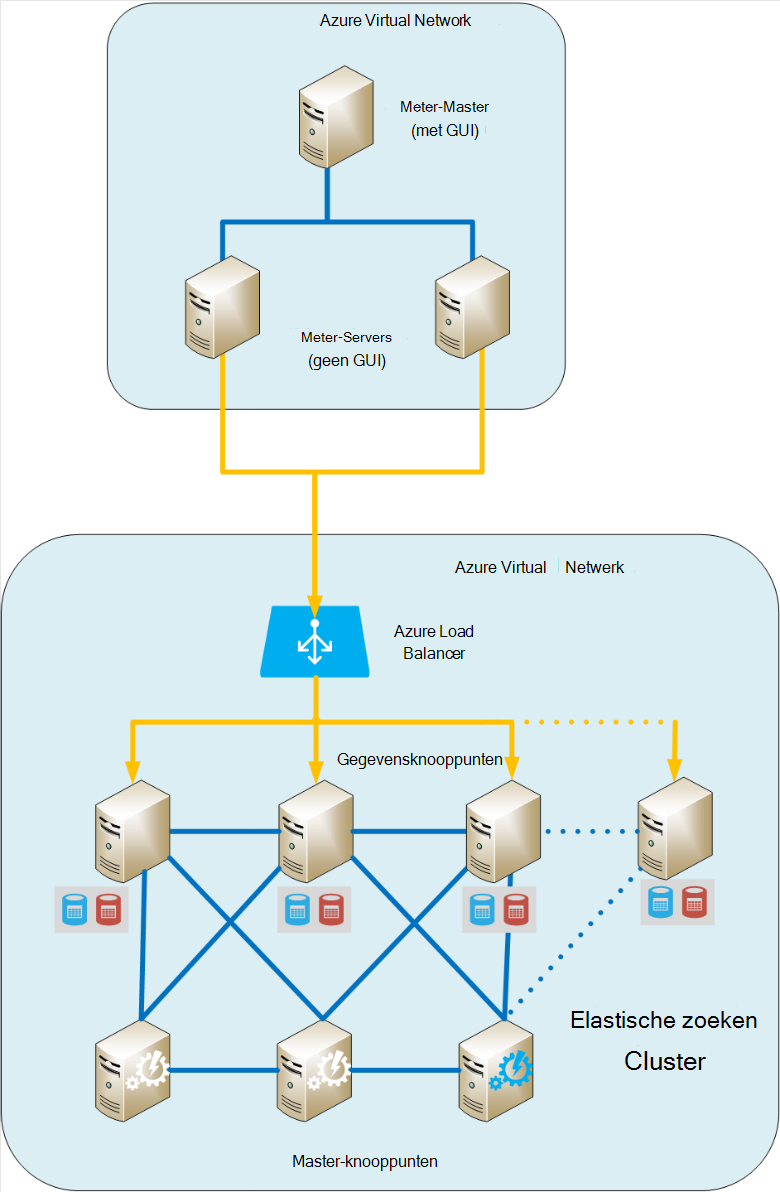 Azure Virtual Network
Meter-Master
(met GUI)
Meter-Servers
(geen GUI)
Azure Virtual Netwerk
Azure Load
Balancer
Gegevensknooppunten
Elastische zoeken
Cluster
Master-knooppunten